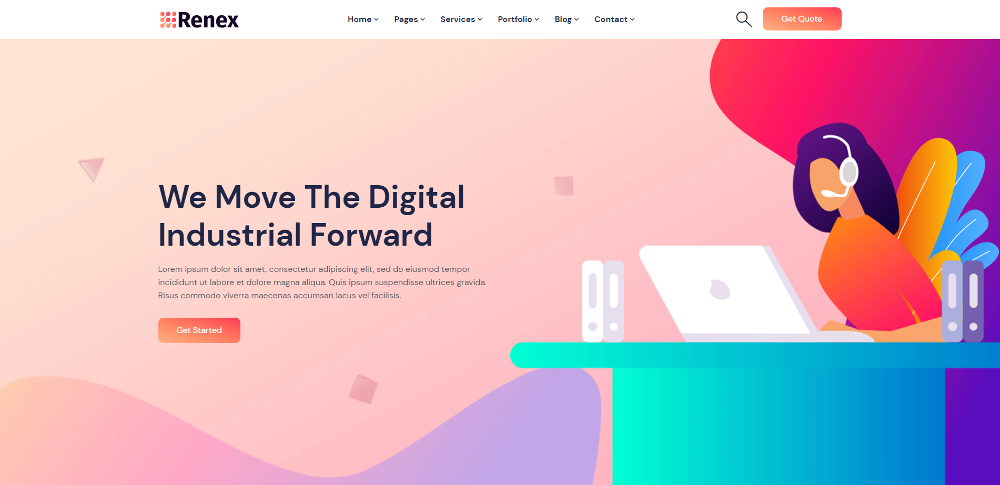 Renex
Home
Pages
Services
Portfolio
Blog
Contact
Get Quote
We Move The Digital
Industrial Forward
Lorem ipsum dolor sit amet, consectetur adipiscing elit, sed do eiusmod tempor
incididunt ut labore et dolore magna aliqua. Quis ipsum suspendisse ultrices gravida.
Risus commodo viverra maecenas accumsan lacus vel facilisis.
Get Started